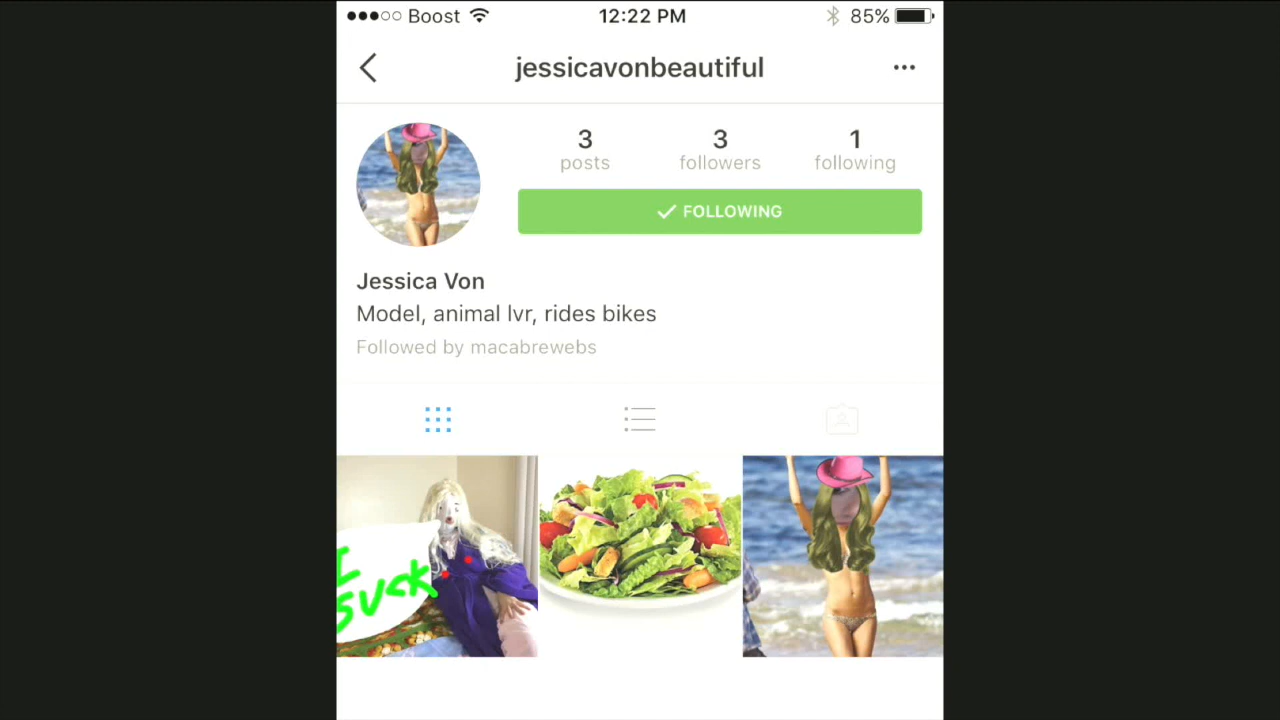 Boost 12:22 PM 85%
jessicavonbeautiful
3 3 1
posts followers following
FOLLOWING
Jessica Von
Model, animal lvr, rides bikes
Followed by macabrewebs
I
SUCK